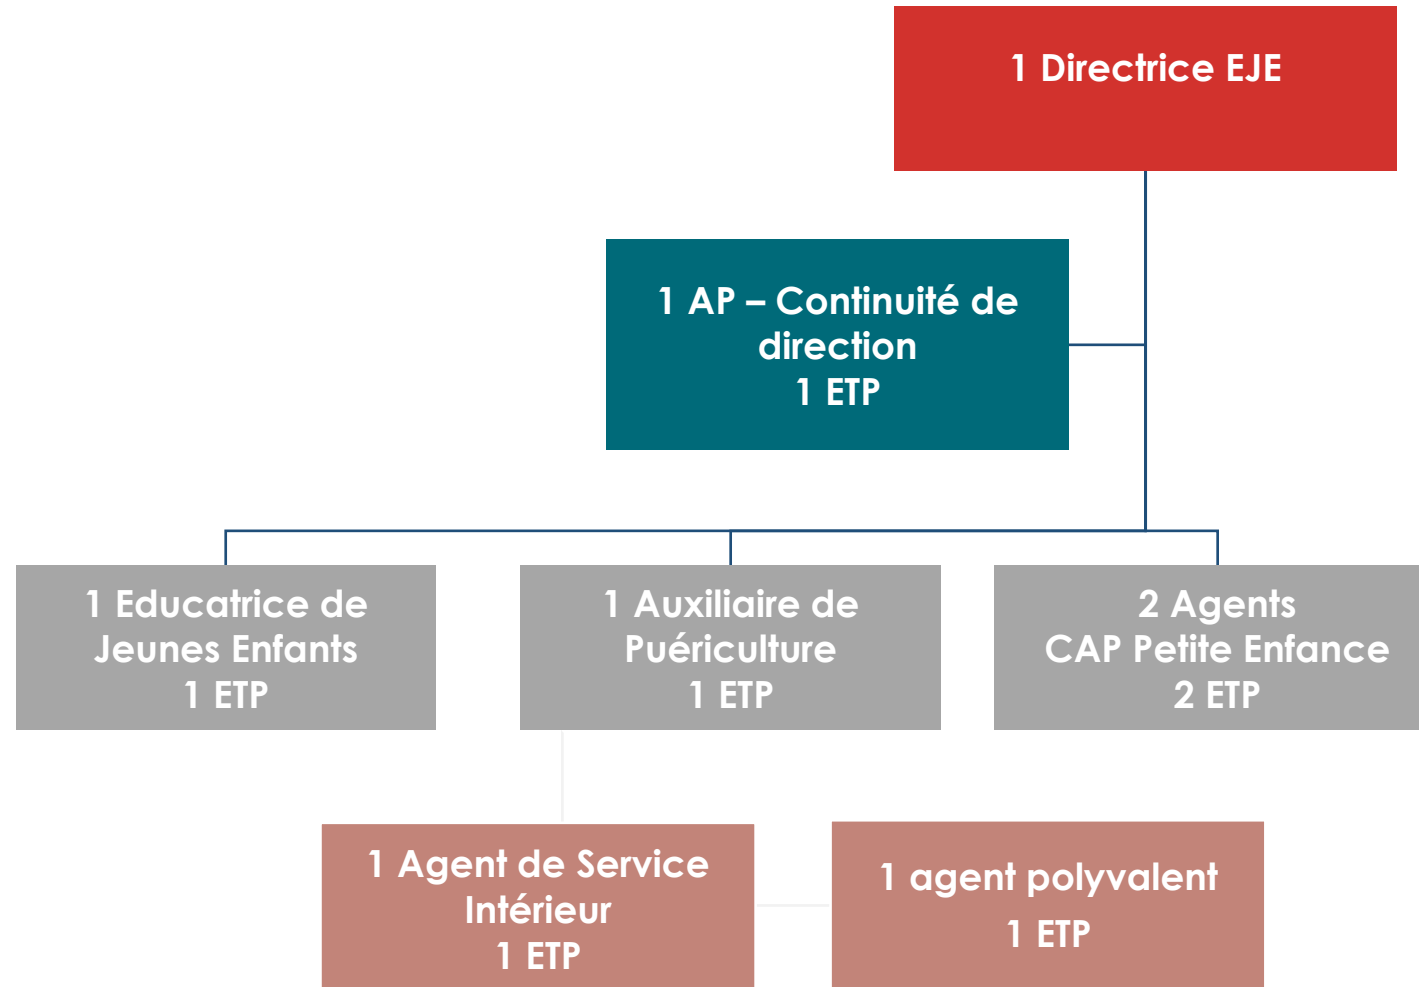 1 Directrice EJE
1 AP – Continuité de
direction
1 ETP
1 Educatrice de
Jeunes Enfants
1 ETP
1 Auxiliaire de
Puériculture
1 ETP
2 Agents
CAP Petite Enfance
2 ETP
1 Agent de Service
Intérieur
1 ETP
1 agent polyvalent
1 ETP